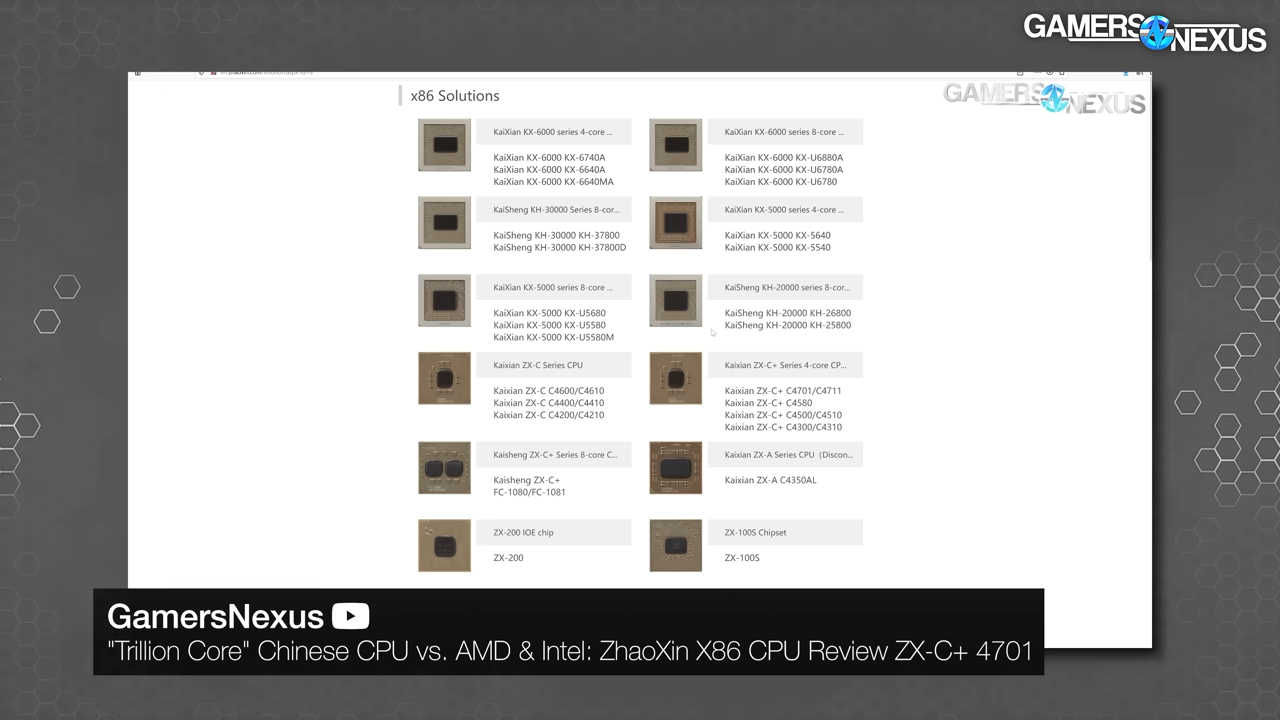 GAMERS NEXUS
GAMERS NEXUS
x86 Solutions
KaiXian KX-6000 series 4-core ...
KaiXian KX-6000 KX-6740A
KaiXian KX-6000 KX-6640A
KaiXian KX-6000 KX-6640MA
KaiXian KX-6000 series 8-core ...
KaiXian KX-6000 KX-U6880A
KaiXian KX-6000 KX-U6780A
KaiXian KX-6000 KX-U6780
KaiSheng KH-30000 Series 8-cor...
KaiSheng KH-30000 KH-37800
KaiSheng KH-30000 KH-37800D
KaiXian KX-5000 series 4-core ...
KaiXian KX-5000 KX-5640
KaiXian KX-5000 KX-5540
KaiXian KX-5000 series 8-core ...
KaiXian KX-5000 KX-U5680
KaiXian KX-5000 KX-U5580
KaiXian KX-5000 KX-U5580M
KaiSheng KH-20000 series 8-cor...
KaiSheng KH-20000 KH-26800
KaiSheng KH-20000 KH-25800
Kaixian ZX-C Series CPU
Kaixian ZX-C C4600/C4610
Kaixian ZX-C C4400/C4410
Kaixian ZX-C C4200/C4210
Kaixian ZX-C+ Series 4-core CP...
Kaixian ZX-C+ C4701/C4711
Kaixian ZX-C+ C4580
Kaixian ZX-C+ C4500/C4510
Kaixian ZX-C+ C4300/C4310
Kaisheng ZX-C+ Series 8-core C...
Kaisheng ZX-C+
FC-1080/FC-1081
Kaixian ZX-A Series CPU（Discon...
Kaixian ZX-A C4350AL
ZX-200 IOE chip
ZX-200
ZX-100S Chipset
ZX-100S
GamersNexus
"Trillion Core" Chinese CPU vs. AMD & Intel: ZhaoXin X86 CPU Review ZX-C+ 4701